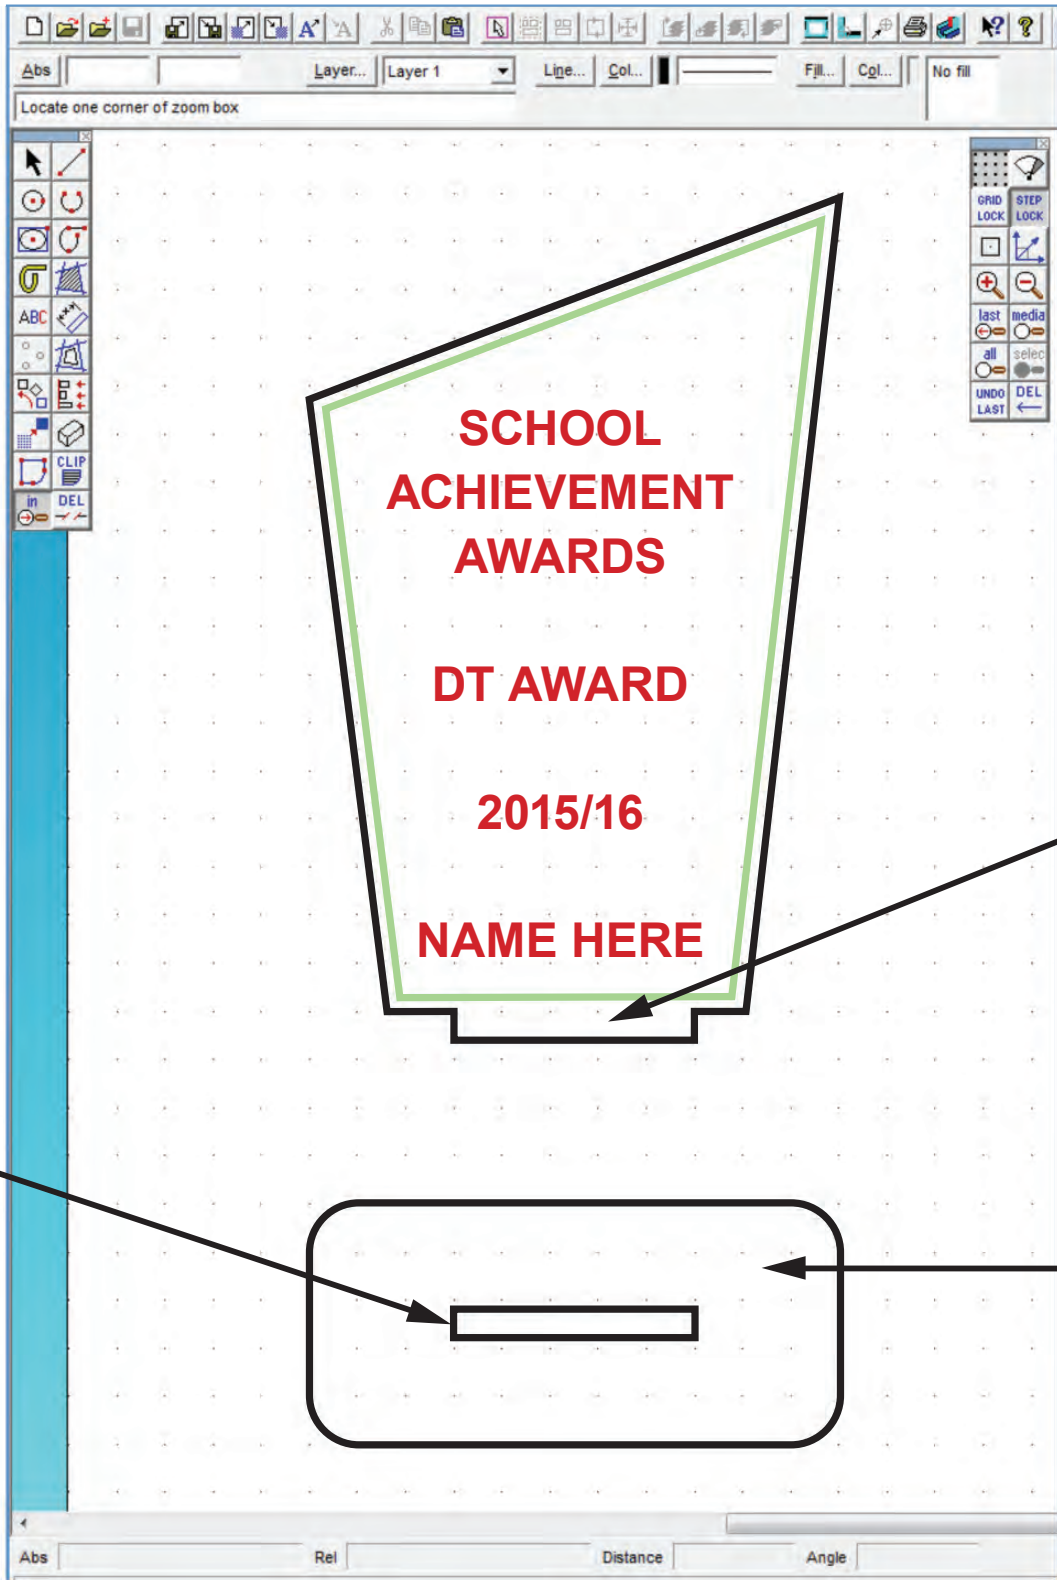 Abs Layer... Layer 1 Line... Col... Fill... Col... No fill
Locate one corner of zoom box
GRID LOCK STEP LOCK
ABC
last media
all selec
UNDO LAST DEL
CLIP
in DEL
SCHOOL
ACHIEVEMENT
AWARDS
DT AWARD
2015/16
NAME HERE
Abs Rel Distance Angle